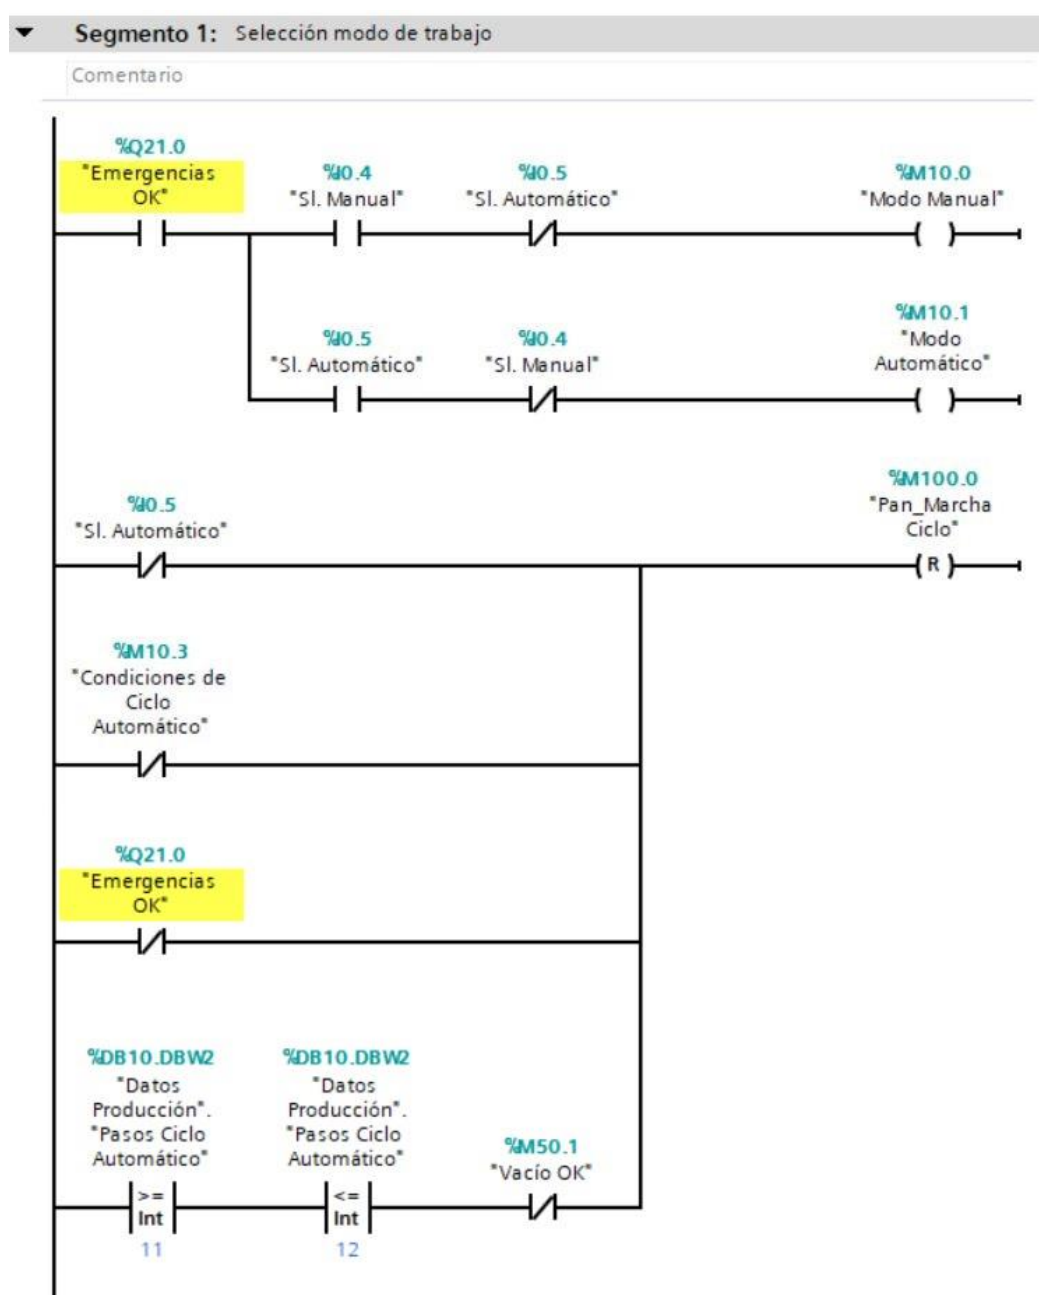 Segmento 1: Selección modo de trabajo
Comentario
%Q21.0
"Emergencias
OK"
%I0.4
"Sl. Manual"
%I0.5
"Sl. Automático"
%M10.0
"Modo Manual"
%I0.5
"Sl. Automático"
%I0.4
"Sl. Manual"
%M10.1
"Modo
Automático"
%I0.5
"Sl. Automático"
%M100.0
"Pan_Marcha
Ciclo"
R
%M10.3
"Condiciones de
Ciclo
Automático"
%Q21.0
"Emergencias
OK"
%DB10.DBW2
"Datos
Producción".
"Pasos Ciclo
Automático"
>=
Int
11
%DB10.DBW2
"Datos
Producción".
"Pasos Ciclo
Automático"
<=
Int
12
%M50.1
"Vacío OK"